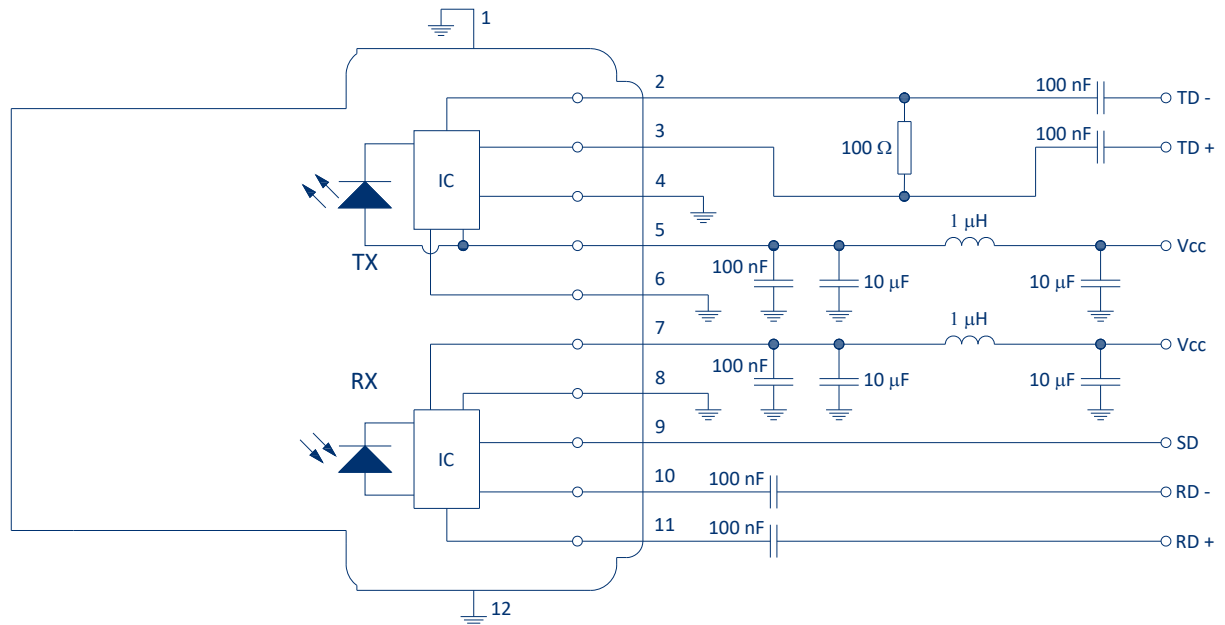 1
2
100 nF
TD -
3
100 nF
TD +
100 Ω
IC
4
1 μH
5
Vcc
TX
100 nF
10 μF
10 μF
6
1 μH
7
Vcc
RX
100 nF
10 μF
10 μF
8
9
SD
IC
10
100 nF
RD -
11
100 nF
RD +
12